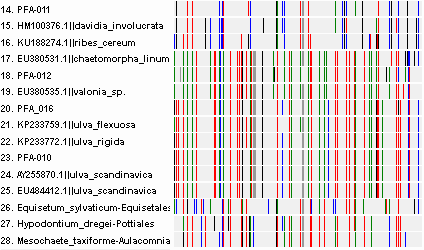 14. PFA-011
15. HM100376.1||davidia_involucrata
16. KU188274.1||ribes_cereum
17. EU380531.1||chaetomorpha_linum
18. PFA-012
19. EU380535.1||valonia_sp.
20. PFA_016
21. KP233759.1||ulva_flexuosa
22. KP233772.1||ulva_rigida
23. PFA-010
24. AY255870.1||ulva_scandinavica
25. EU484412.1||ulva_scandinavica
26. Equisetum_sylvaticum-Equisetales
27. Hypodontium_dregei-Pottiales
28. Mesochaete_taxiforme-Aulacomnia